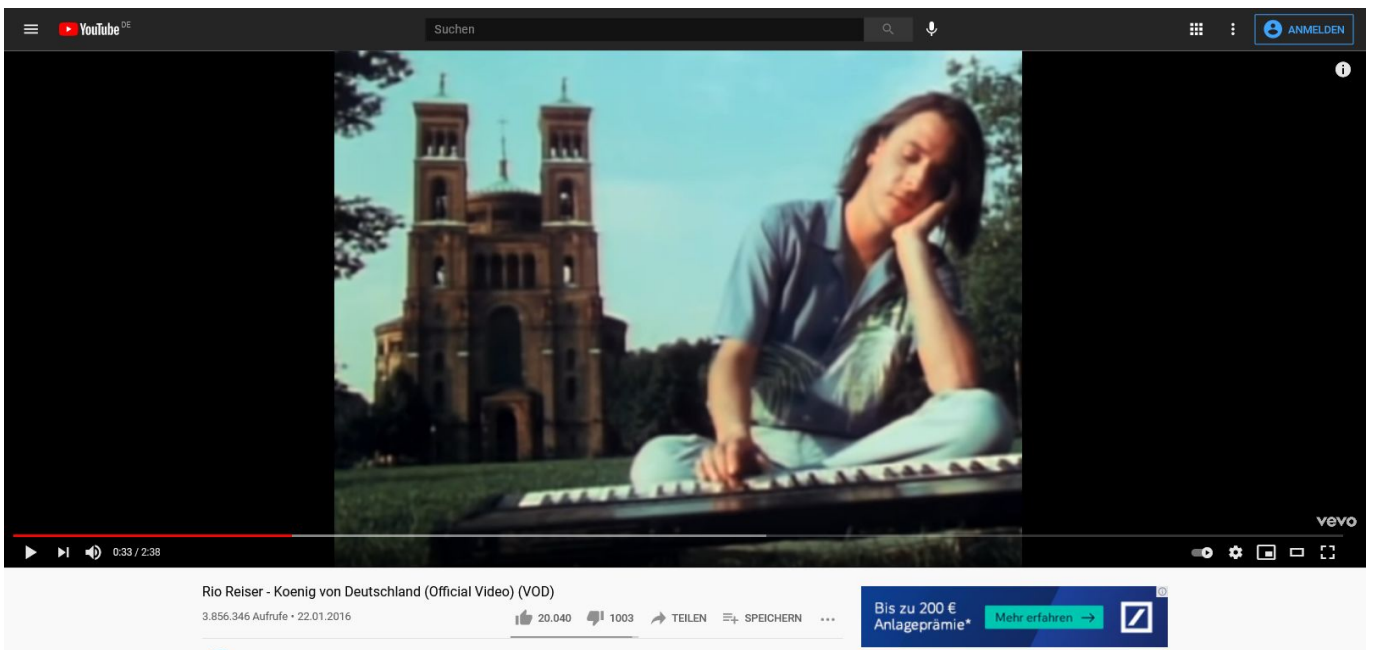 YouTube DE
Suchen
ANMELDEN
vevo
0:33 / 2:38
Rio Reiser - Koenig von Deutschland (Official Video) (VOD)
3.856.346 Aufrufe • 22.01.2016
20.040
1003
TEILEN
SPEICHERN
Bis zu 200 €
Anlageprämie*
Mehr erfahren →